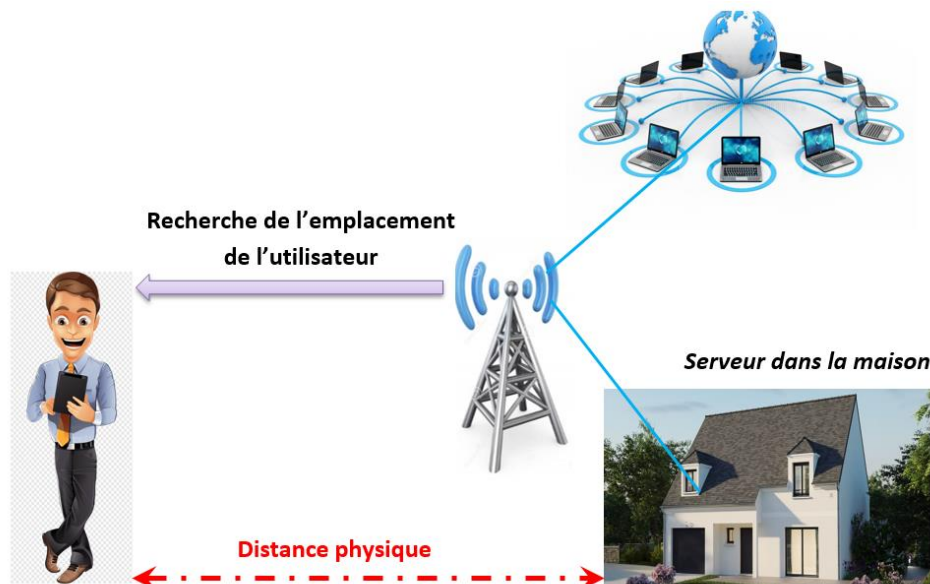 Recherche de l’emplacement
de l’utilisateur
Serveur dans la maison
Distance physique